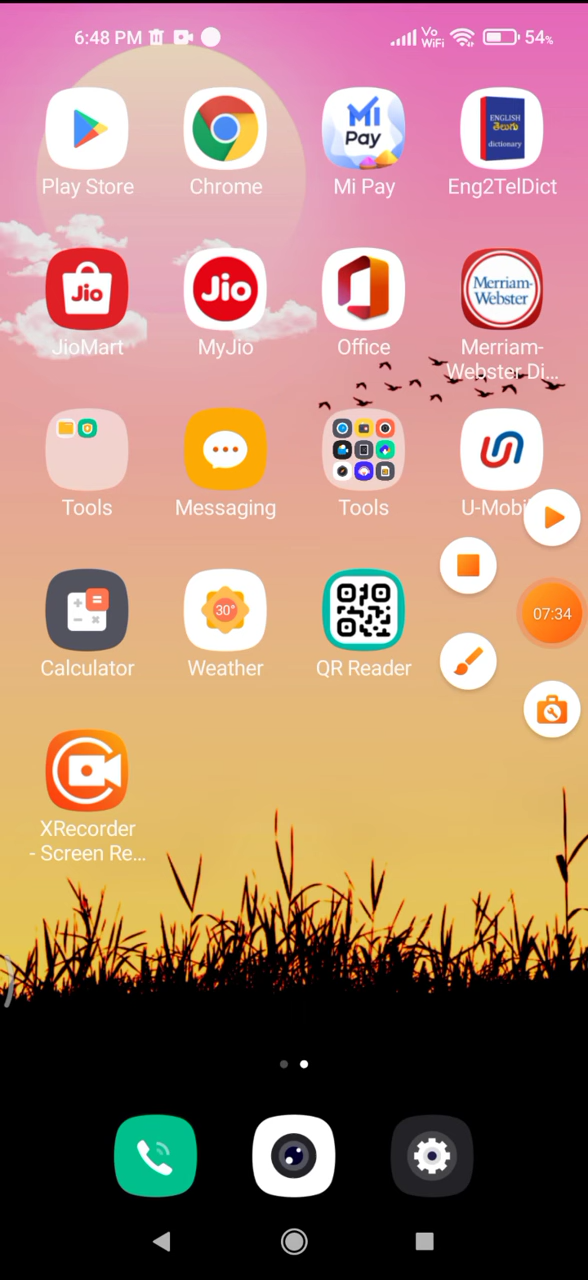 6:48 PM
Vo
WiFi
54%
Play Store
Chrome
Mi
Pay
Mi Pay
ENGLISH
తెలుగు
dictionary
Eng2TelDict
Jio
JioMart
Jio
MyJio
Office
Merriam-
Webster
Merriam-
Webster Di...
Tools
Messaging
Tools
U-Mobi
07:34
Calculator
30°
Weather
QR Reader
XRecorder
- Screen Re...